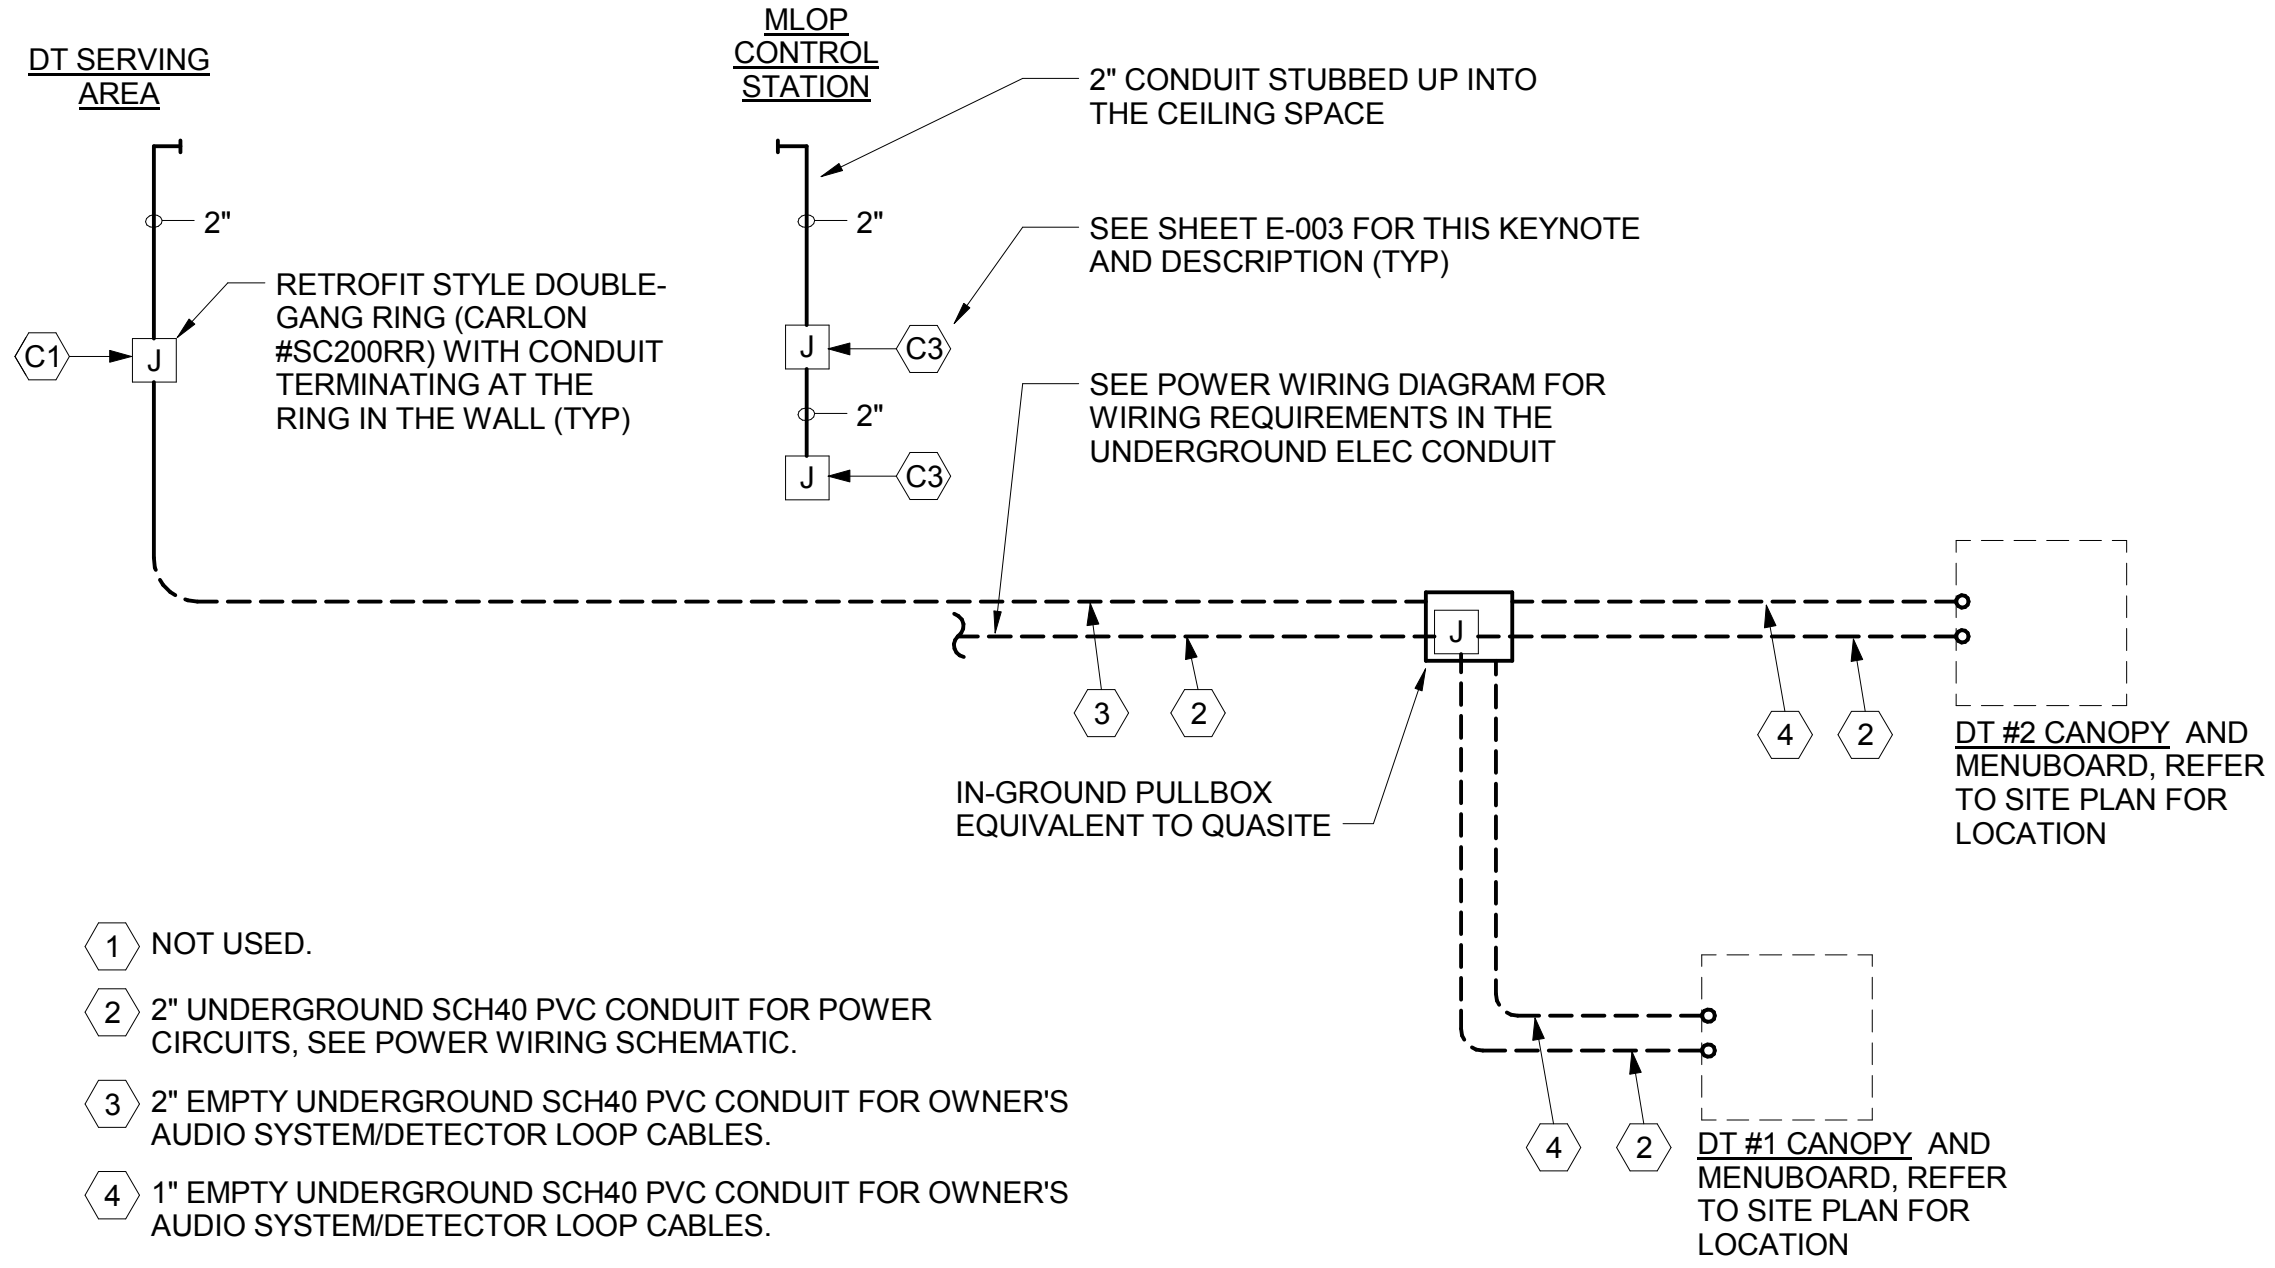 DT SERVING
AREA
MLOP
CONTROL
STATION
2" CONDUIT STUBBED UP INTO
THE CEILING SPACE
2"
2"
SEE SHEET E-003 FOR THIS KEYNOTE
AND DESCRIPTION (TYP)
RETROFIT STYLE DOUBLE-
GANG RING (CARLON
#SC200RR) WITH CONDUIT
TERMINATING AT THE
RING IN THE WALL (TYP)
C1
J
J
C3
SEE POWER WIRING DIAGRAM FOR
WIRING REQUIREMENTS IN THE
UNDERGROUND ELEC CONDUIT
2"
J
C3
J
3
2
4
2
DT #2 CANOPY AND
MENUBOARD, REFER
TO SITE PLAN FOR
LOCATION
IN-GROUND PULLBOX
EQUIVALENT TO QUASITE
1 NOT USED.
2 2" UNDERGROUND SCH40 PVC CONDUIT FOR POWER
CIRCUITS, SEE POWER WIRING SCHEMATIC.
3 2" EMPTY UNDERGROUND SCH40 PVC CONDUIT FOR OWNER'S
AUDIO SYSTEM/DETECTOR LOOP CABLES.
4 1" EMPTY UNDERGROUND SCH40 PVC CONDUIT FOR OWNER'S
AUDIO SYSTEM/DETECTOR LOOP CABLES.
4
2
DT #1 CANOPY AND
MENUBOARD, REFER
TO SITE PLAN FOR
LOCATION